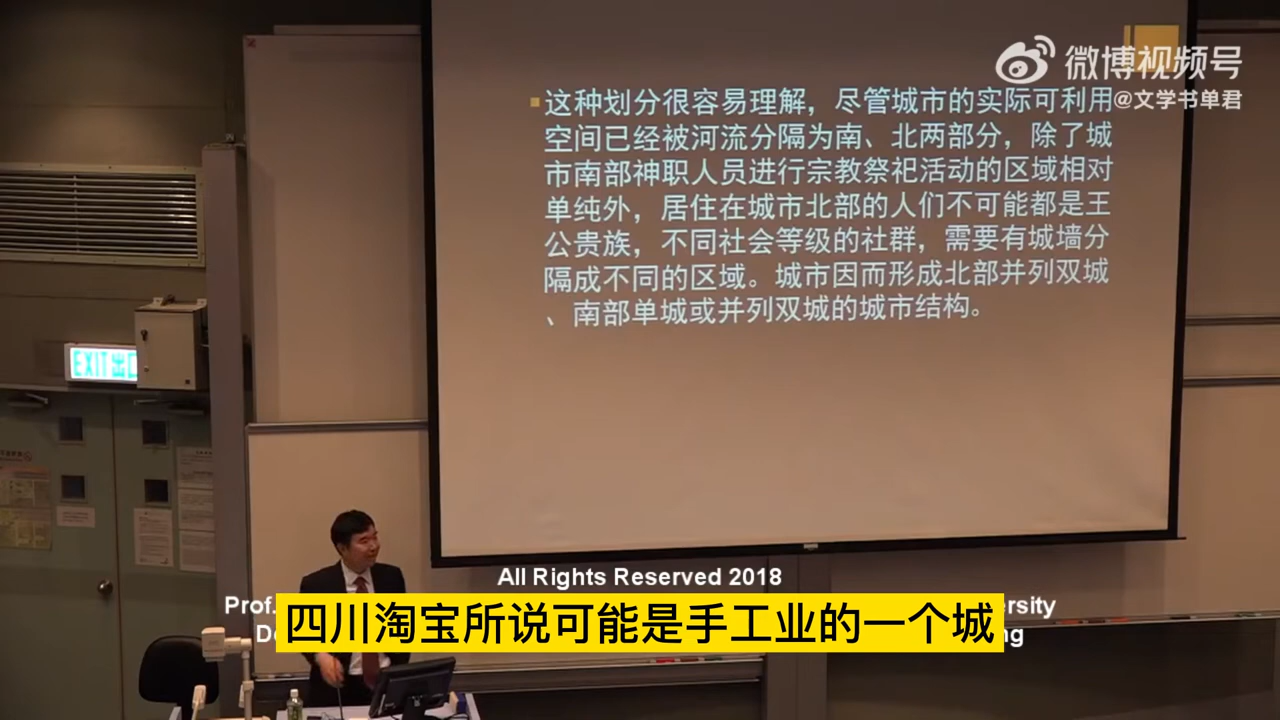 微博视频号
@文学书单君
这种划分很容易理解，尽管城市的实际可利用
空间已经被河流分隔为南、北两部分，除了城
市南部神职人员进行宗教祭祀活动的区域相对
单纯外，居住在城市北部的人们不可能都是王
公贵族，不同社会等级的社群，需要有城墙分
隔成不同的区域。城市因而形成北部并列双城
、南部单城或并列双城的城市结构。
EXIT 出口
All Rights Reserved 2018
Prof.
四川淘宝所说可能是手工业的一个城